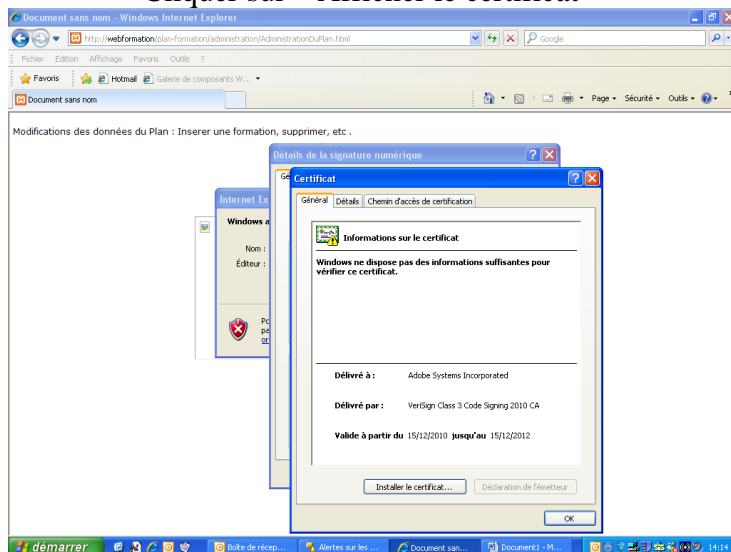 Cliquer sur « Afficher le certificat
Document sans nom - Windows Internet Explorer
http://webformation/plan-formation/administration/AdministrationDuPlan.html
Google
Fichier Edition Affichage Favoris Outils ?
Favoris Hotmail Galerie de composants W...
Document sans nom
Page Sécurité Outils
Modifications des données du Plan : Inserer une formation, supprimer, etc .
Détails de la signature numérique
Gé
Certificat
Général Détails Chemin d'accès de certification
Internet Ex
Windows a
Nom :
Éditeur :
Po
pa
or
Informations sur le certificat
Windows ne dispose pas des informations suffisantes pour
vérifier ce certificat.
Délivré à : Adobe Systems Incorporated
Délivré par : VeriSign Class 3 Code Signing 2010 CA
Valide à partir du 15/12/2010 jusqu'au 15/12/2012
Installer le certificat... Déclaration de l'émetteur
OK
démarrer Boîte de récep... Alertes sur les ... Document san... Document1 - M... 14:14